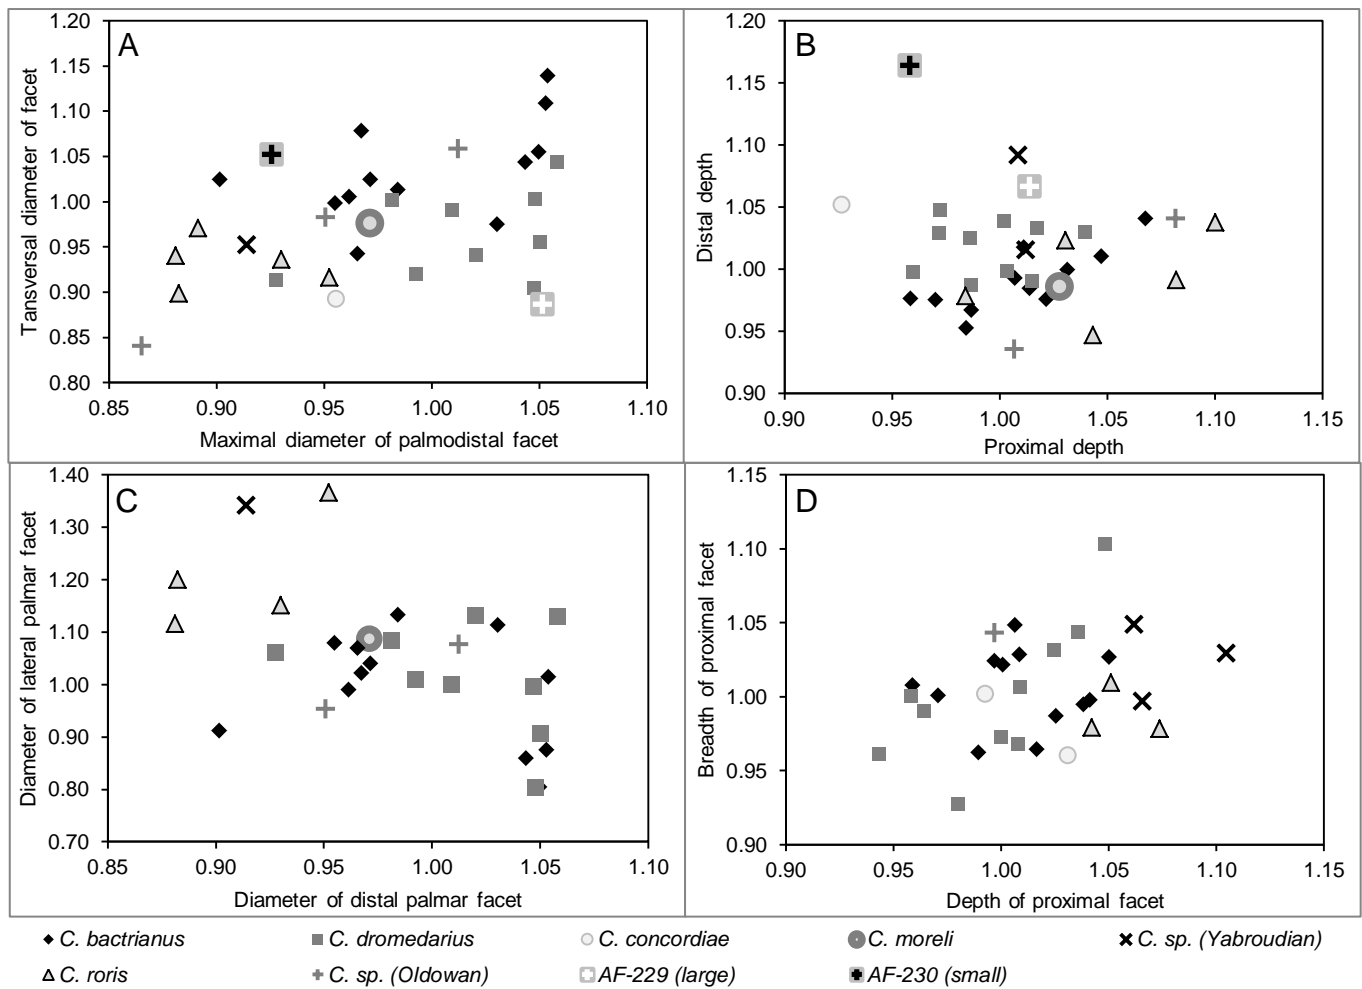 A
1.20
1.15
1.10
1.05
1.00
0.95
0.90
0.85
0.80
0.85 0.90 0.95 1.00 1.05 1.10
Tansversal diameter of facet
Maximal diameter of palmodistal facet
B
1.20
1.15
1.10
1.05
1.00
0.95
0.90
0.90 0.95 1.00 1.05 1.10 1.15
Distal depth
Proximal depth
C
1.40
1.30
1.20
1.10
1.00
0.90
0.80
0.70
0.85 0.90 0.95 1.00 1.05 1.10
Diameter of lateral palmar facet
Diameter of distal palmar facet
D
1.15
1.10
1.05
1.00
0.95
0.90
0.90 0.95 1.00 1.05 1.10 1.15
Breadth of proximal facet
Depth of proximal facet
C. bactrianus C. dromedarius C. concordiae C. moreli C. sp. (Yabroudian)
C. roris C. sp. (Oldowan) AF-229 (large) AF-230 (small)